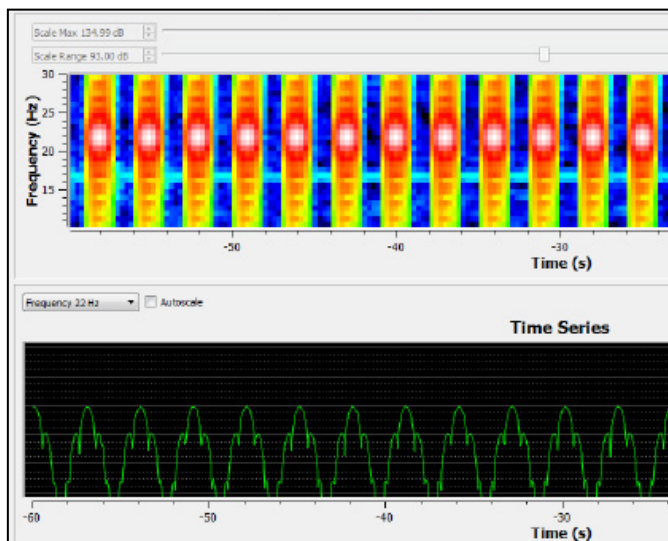 Scale Max 134.99 dB
Scale Range 93.00 dB
Frequency (Hz)
30
25
20
15
-50
-40
-30
Time (s)
Frequency 22 Hz
Autoscale
Time Series
-60
-50
-40
-30
Time (s)